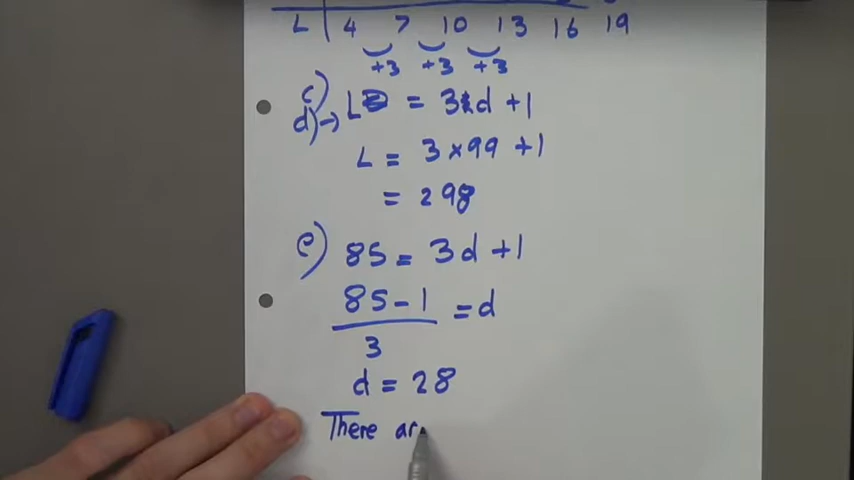 L | 4 7 10 13 16 19
+3 +3 +3
c)
d) → L = 3d +1
L = 3 × 99 +1
= 298
e) 85 = 3d +1
85 - 1 = d
3
d = 28
There ar